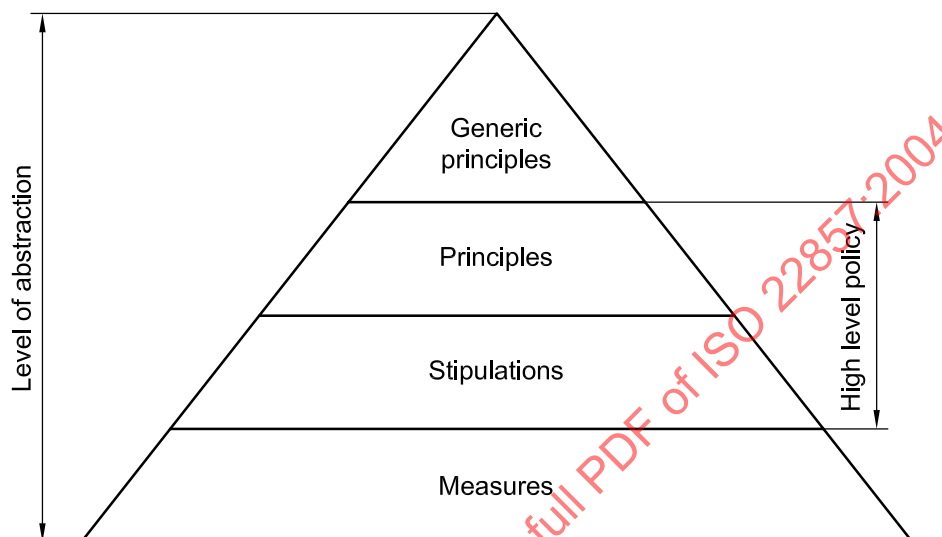 Level of abstraction
Generic
principles
Principles
Stipulations
Measures
High level policy
full PDF of ISO 22857:2004